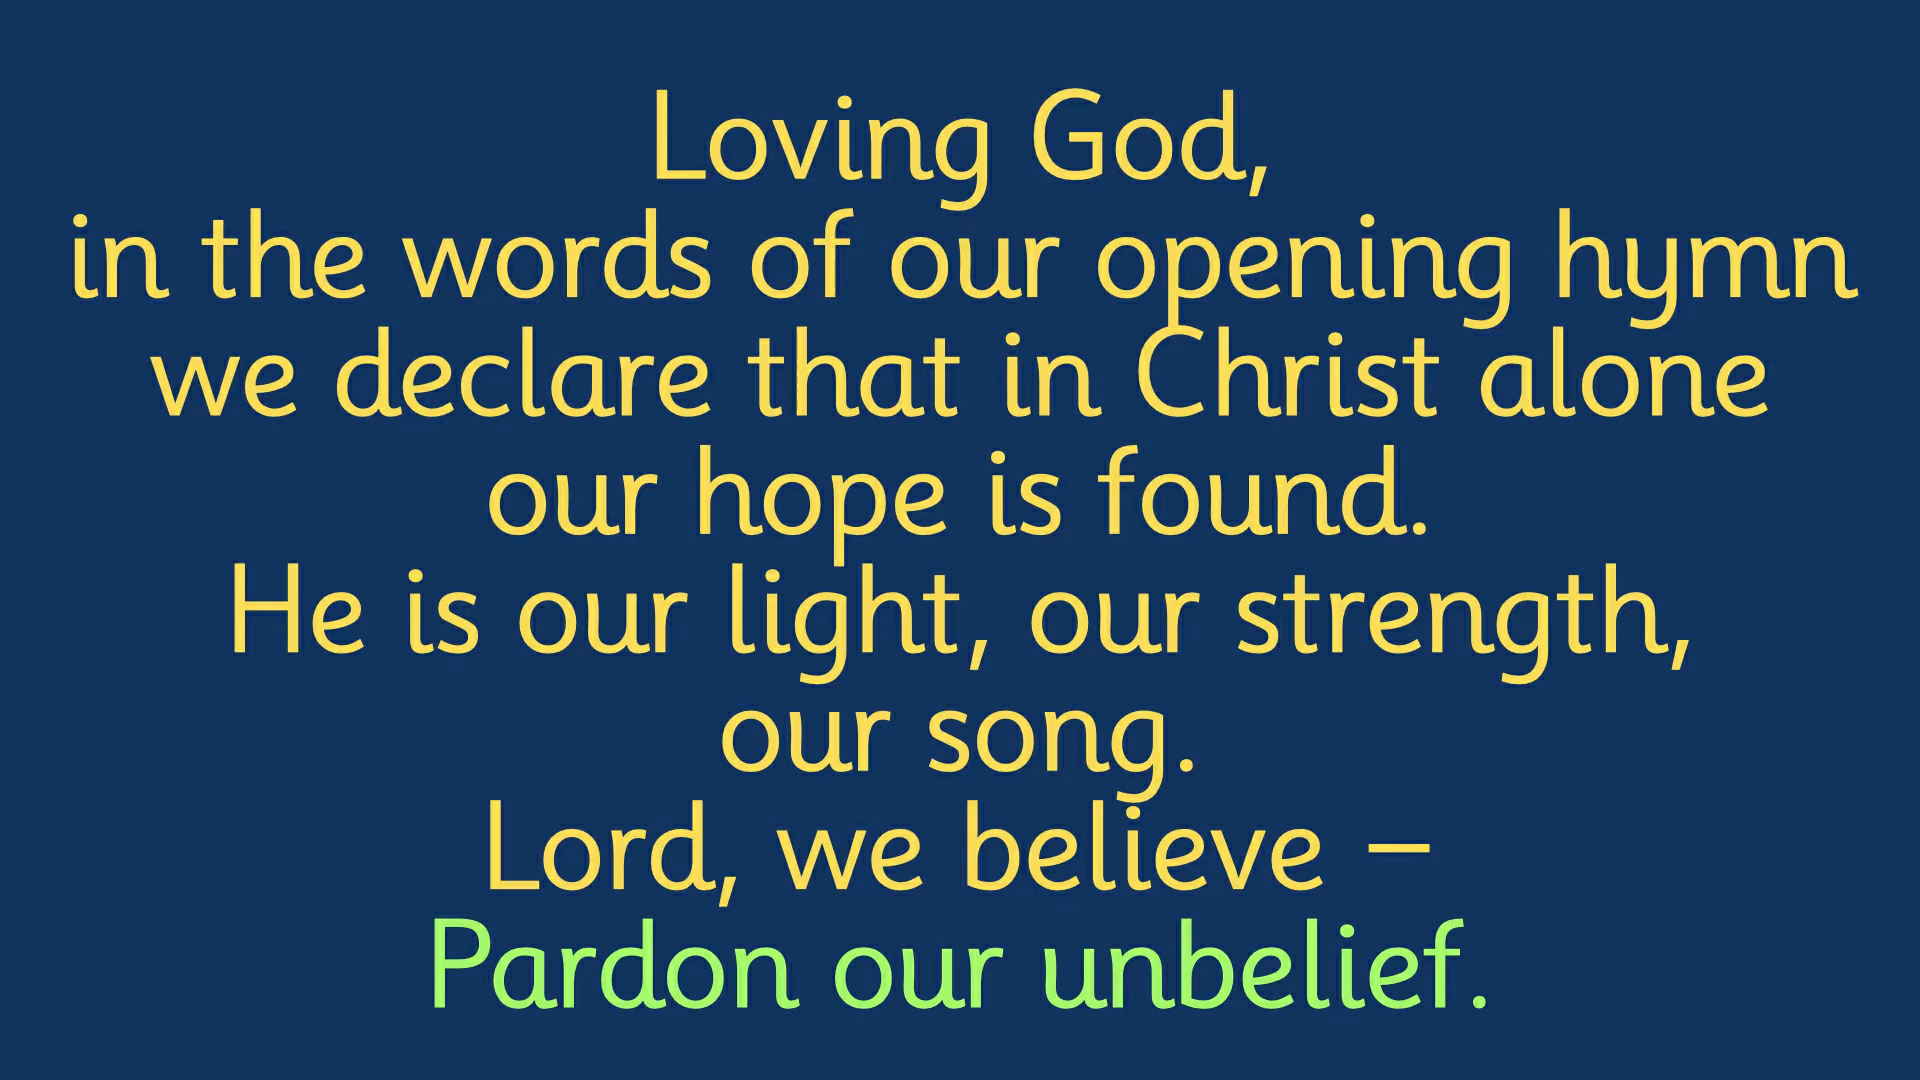 Loving God,
in the words of our opening hymn
we declare that in Christ alone
our hope is found.
He is our light, our strength,
our song.
Lord, we believe –
Pardon our unbelief.